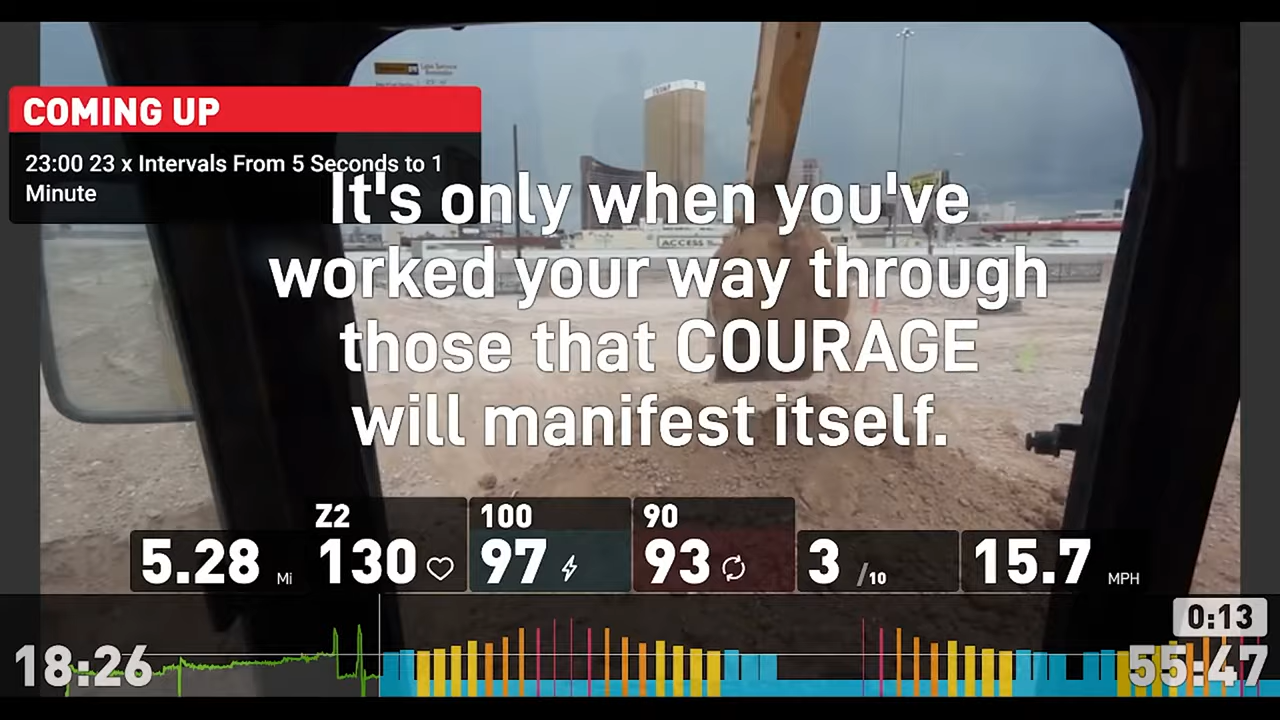 COMING UP
23:00 23 x Intervals From 5 Seconds to 1
Minute
It's only when you've
worked your way through
those that COURAGE
will manifest itself.
TRUMP
ACCESS
Z2
100
90
5.28 Mi
130
97
93
3 /10
15.7 MPH
0:13
18:26
55:47